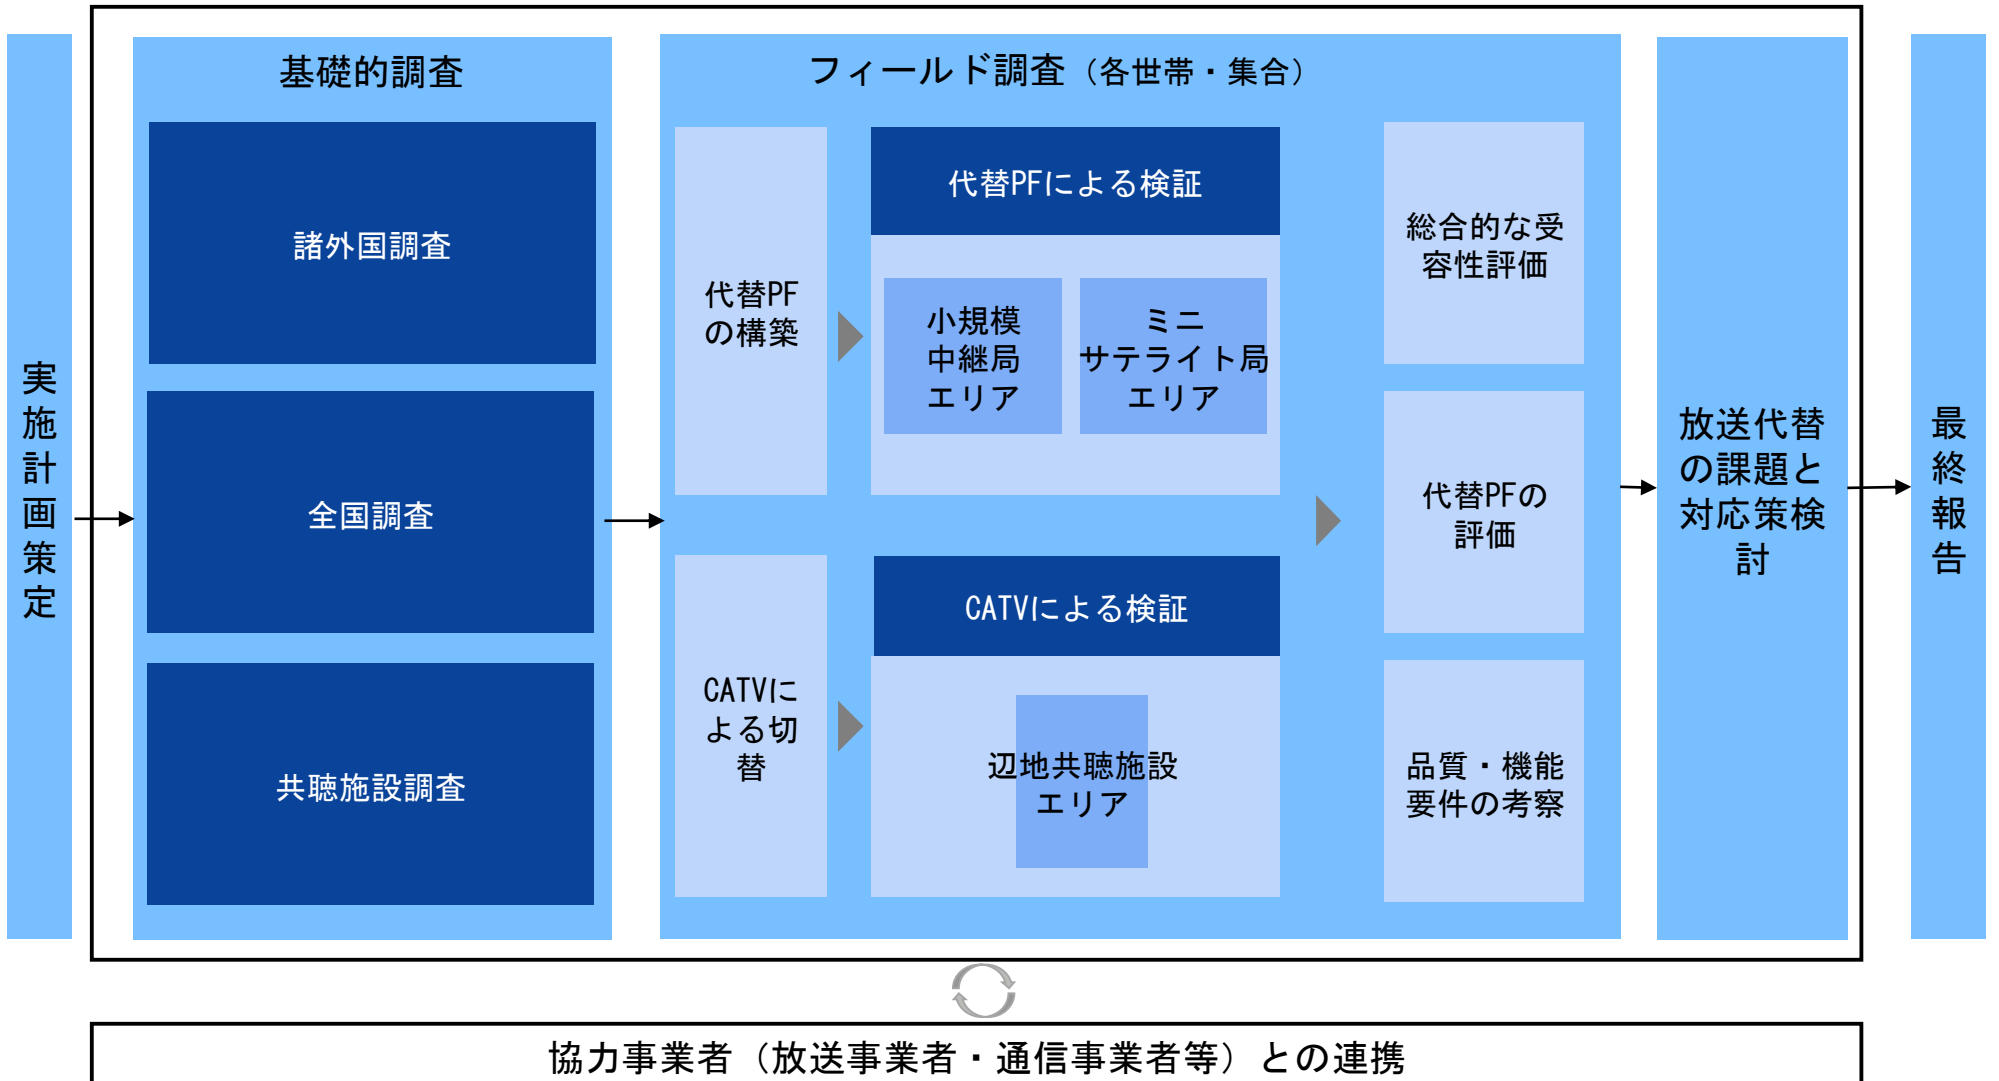 実施計画策定
基礎的調査
諸外国調査
全国調査
共聴施設調査
フィールド調査（各世帯・集合）
代替PF
の構築
代替PFによる検証
小規模
中継局
エリア
ミニ
サテライト局
エリア
CATVに
よる切
替
CATVによる検証
辺地共聴施設
エリア
総合的な受
容性評価
代替PFの
評価
品質・機能
要件の考察
放送代替
の課題と
対応策検
討
最終報告
協力事業者（放送事業者・通信事業者等）との連携